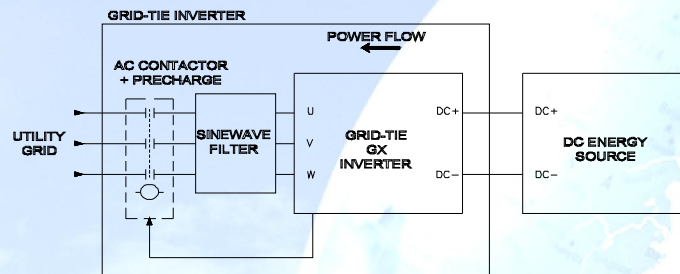 GRID-TIE INVERTER
POWER FLOW
AC CONTACTOR
+ PRECHARGE
UTILITY
GRID
SINEWAVE
FILTER
U
V
W
GRID-TIE
GX
INVERTER
DC+
DC-
DC+
DC-
DC ENERGY
SOURCE